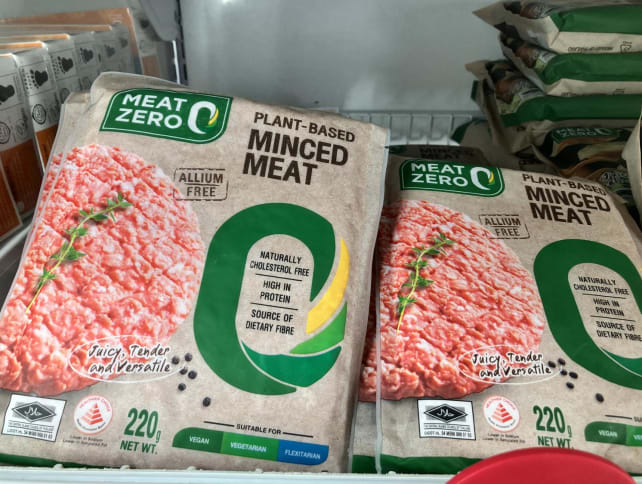 MEAT
ZERO
PLANT-BASED
MINCED
MEAT
ALLIUM
FREE
NATURALLY
CHOLESTEROL FREE
HIGH IN
PROTEIN
SOURCE OF
DIETARY FIBRE
Juicy, Tender
and Versatile
220g
NET WT.
SUITABLE FOR
VEGAN
VEGETARIAN
FLEXITARIAN
MEAT
ZERO
PLANT-BASED
MINCED
MEAT
ALLIUM
FREE
NATURALLY
CHOLESTEROL FREE
HIGH IN
PROTEIN
SOURCE OF
DIETARY FIBRE
Juicy, Tender
and Versatile
220g
NET WT.
VEGAN
MEAT ZERO